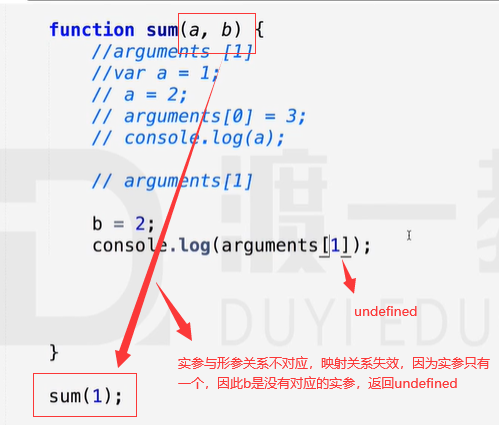 function sum(a, b) {
//arguments [1]
//var a = 1;
// a = 2;
// arguments[0] = 3;
// console.log(a);
// arguments[1]
b = 2;
console.log(arguments[1]);
undefined
}
实参与形参关系不对应，映射关系失效，因为实参只有
一个，因此b是没有对应的实参，返回undefined
sum(1);
渡一教
DUYI EDU